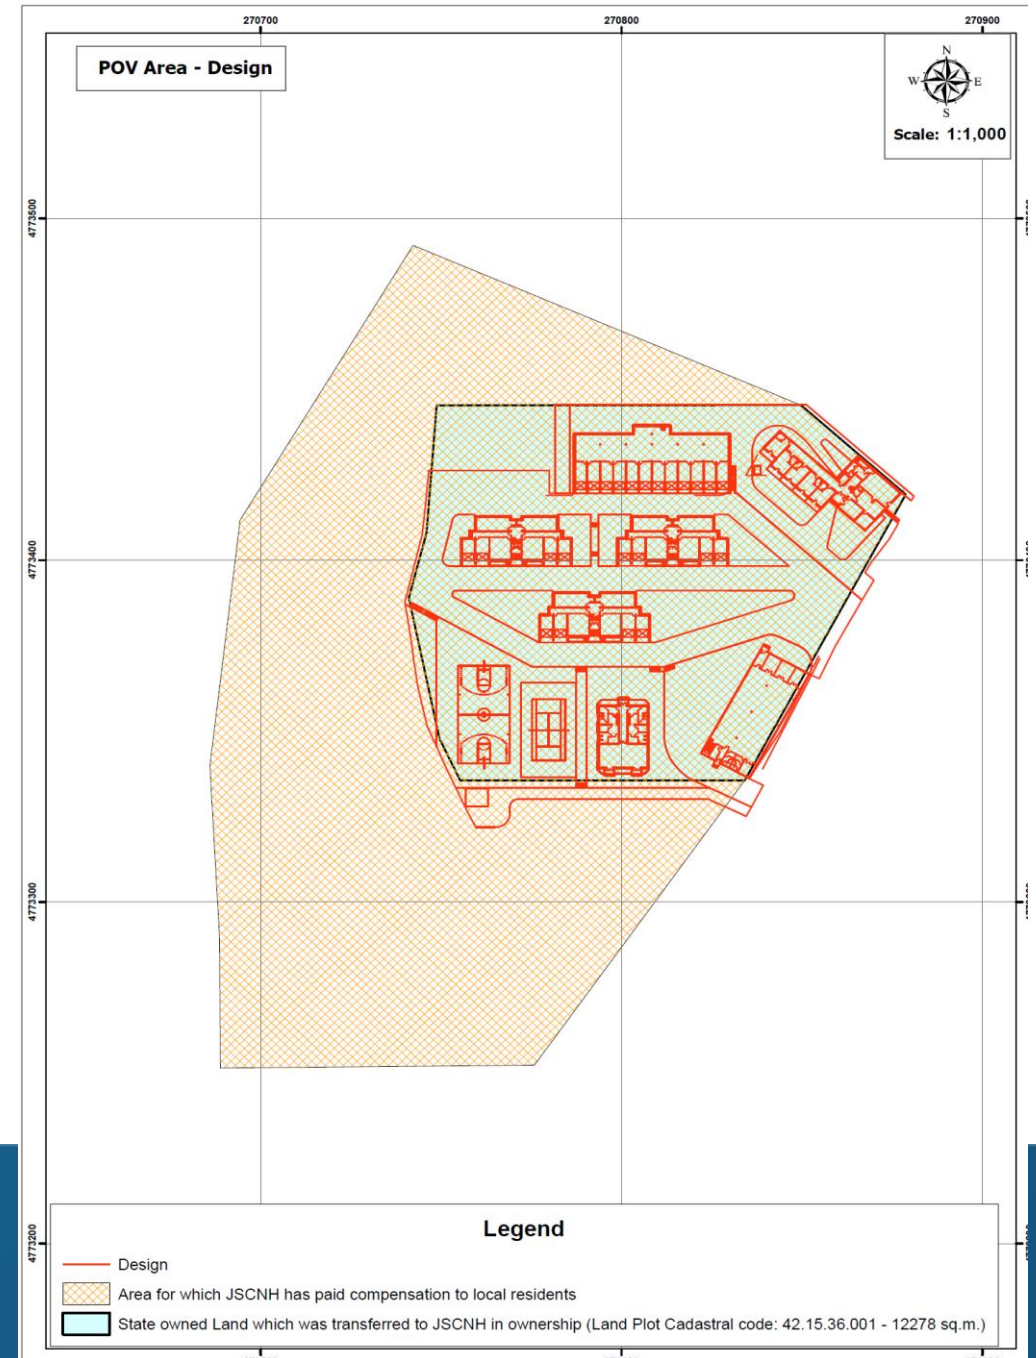 270700
270800
270900
POV Area - Design
N
W
E
S
Scale: 1:1,000
4773500
4773400
4773300
4773200
Legend
Design
Area for which JSCNH has paid compensation to local residents
State owned Land which was transferred to JSCNH in ownership (Land Plot Cadastral code: 42.15.36.001 - 12278 sq.m.)